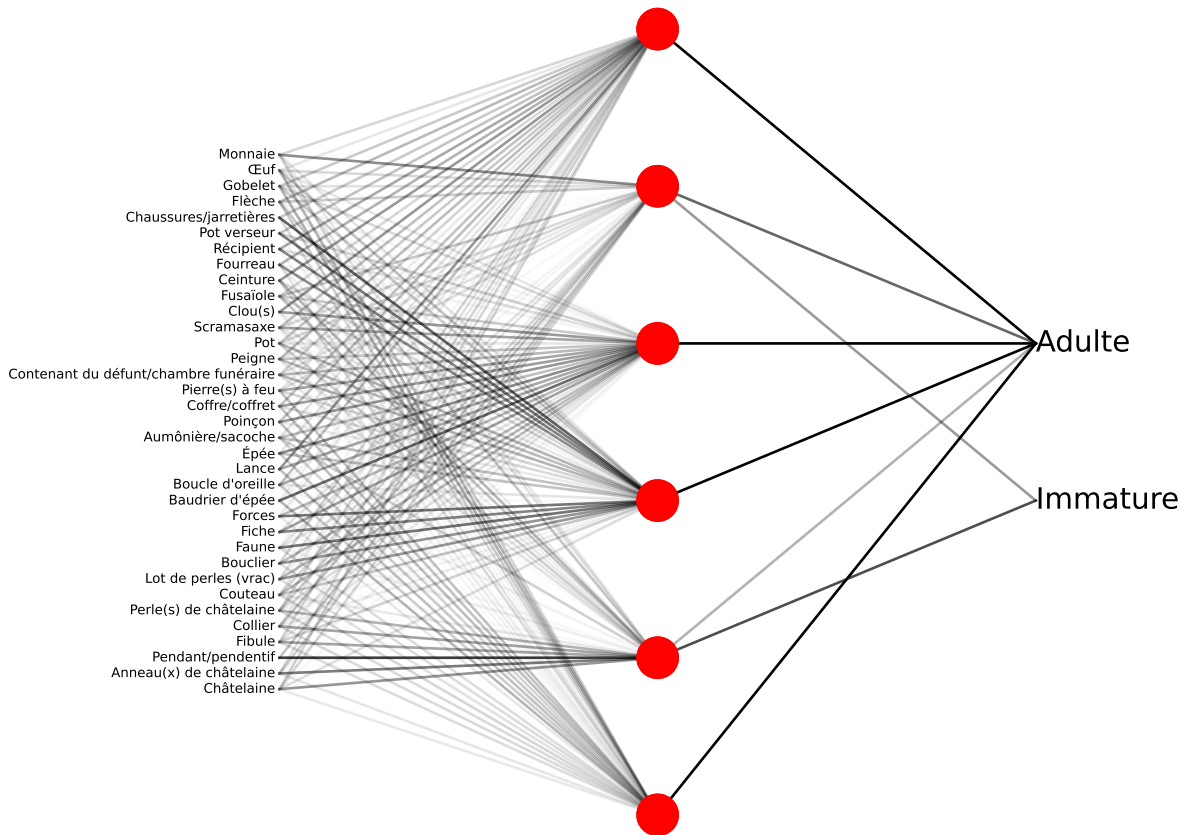 Monnaie
Œuf
Gobelet
Flèche
Chaussures/jarretières
Pot verseur
Récipient
Fourreau
Ceinture
Fusaïole
Clou(s)
Scramasaxe
Pot
Peigne
Contenant du défunt/chambre funéraire
Pierre(s) à feu
Coffre/coffret
Poinçon
Aumônière/sacoche
Épée
Lance
Boucle d'oreille
Baudrier d'épée
Forces
Fiche
Faune
Bouclier
Lot de perles (vrac)
Couteau
Perle(s) de châtelaine
Collier
Fibule
Pendant/pendentif
Anneau(x) de châtelaine
Châtelaine
Adulte
Immature